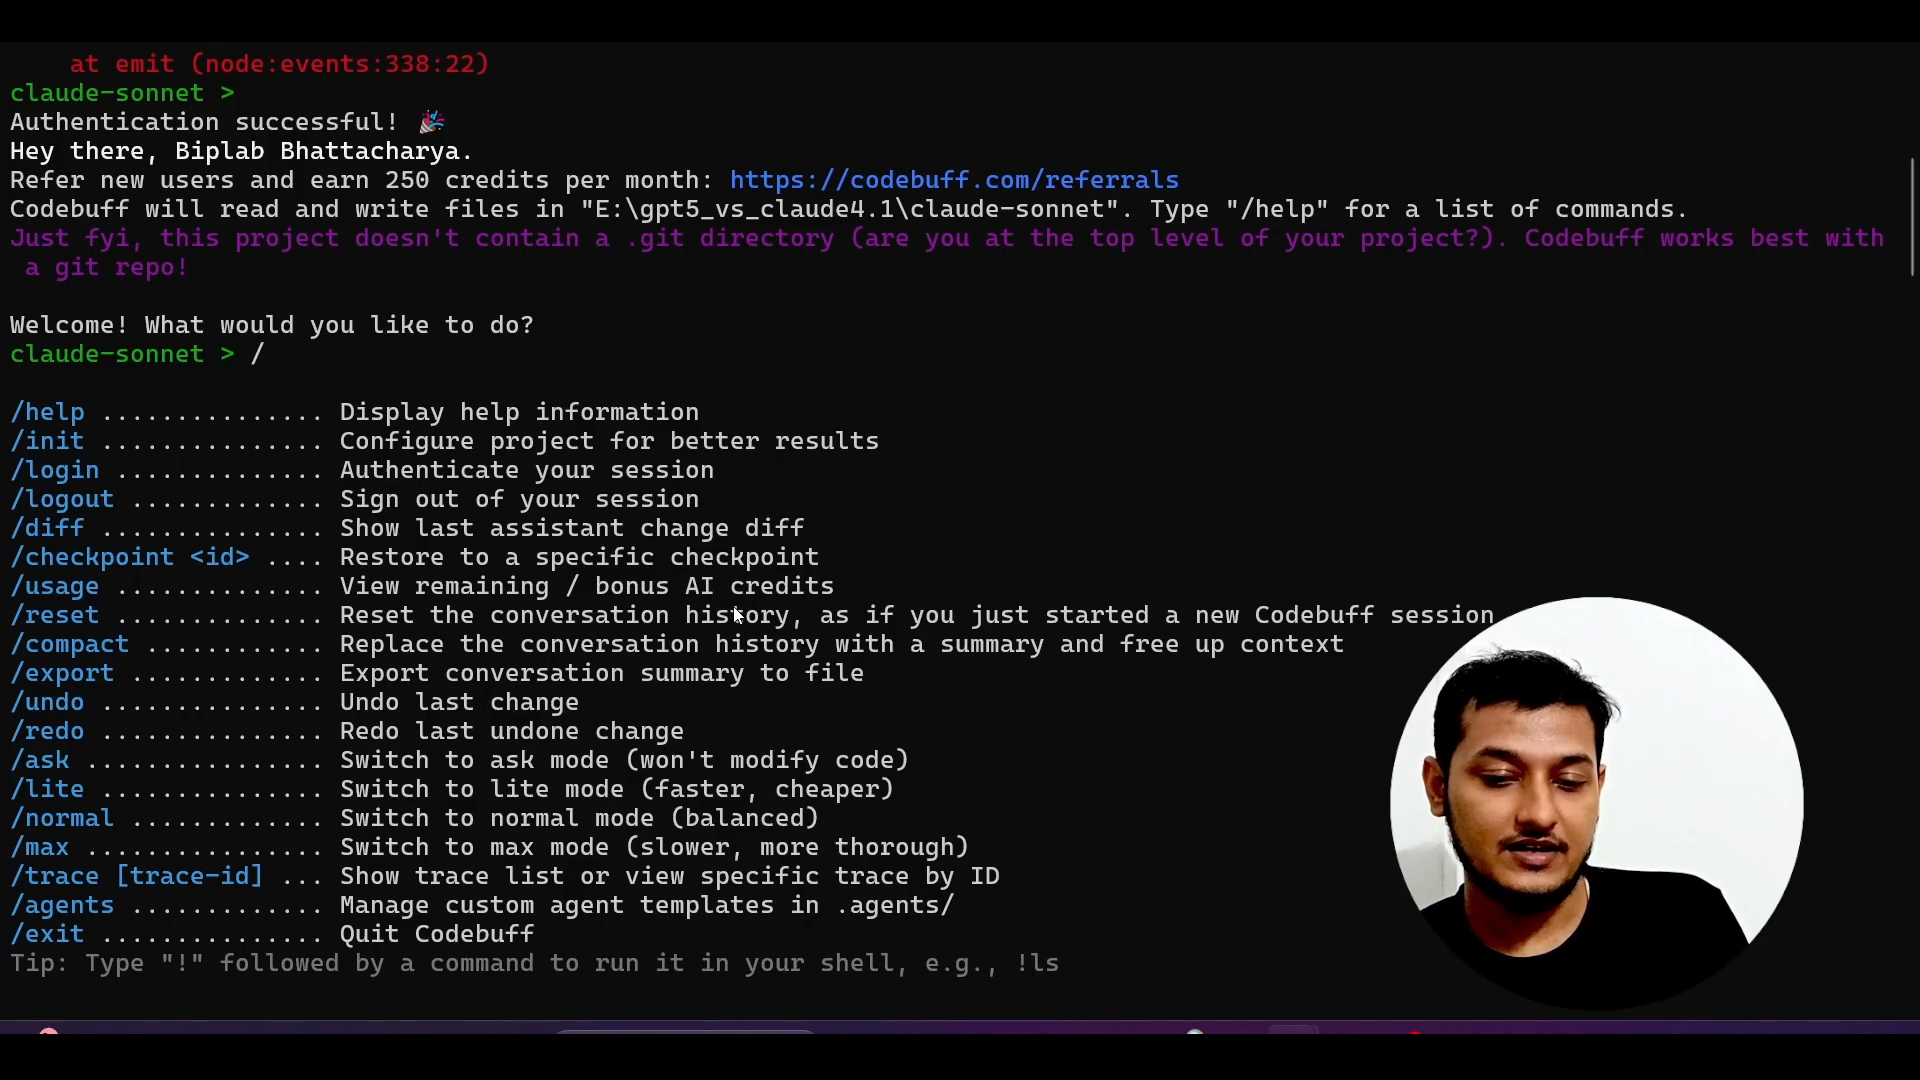 at emit (node:events:338:22)
claude-sonnet >
Authentication successful! 🎉
Hey there, Biplab Bhattacharya.
Refer new users and earn 250 credits per month: https://codebuff.com/referrals
Codebuff will read and write files in "E:\gpt5_vs_claude4.1\claude-sonnet". Type "/help" for a list of commands.
Just fyi, this project doesn't contain a .git directory (are you at the top level of your project?). Codebuff works best with
a git repo!
Welcome! What would you like to do?
claude-sonnet > /
/help ............... Display help information
/init ............... Configure project for better results
/login .............. Authenticate your session
/logout ............. Sign out of your session
/diff ............... Show last assistant change diff
/checkpoint <id> .... Restore to a specific checkpoint
/usage .............. View remaining / bonus AI credits
/reset .............. Reset the conversation history, as if you just started a new Codebuff session
/compact ............ Replace the conversation history with a summary and free up context
/export ............. Export conversation summary to file
/undo ............... Undo last change
/redo ............... Redo last undone change
/ask ................ Switch to ask mode (won't modify code)
/lite ............... Switch to lite mode (faster, cheaper)
/normal ............. Switch to normal mode (balanced)
/max ................ Switch to max mode (slower, more thorough)
/trace [trace-id] ... Show trace list or view specific trace by ID
/agents ............. Manage custom agent templates in .agents/
/exit ............... Quit Codebuff
Tip: Type "!" followed by a command to run it in your shell, e.g., !ls